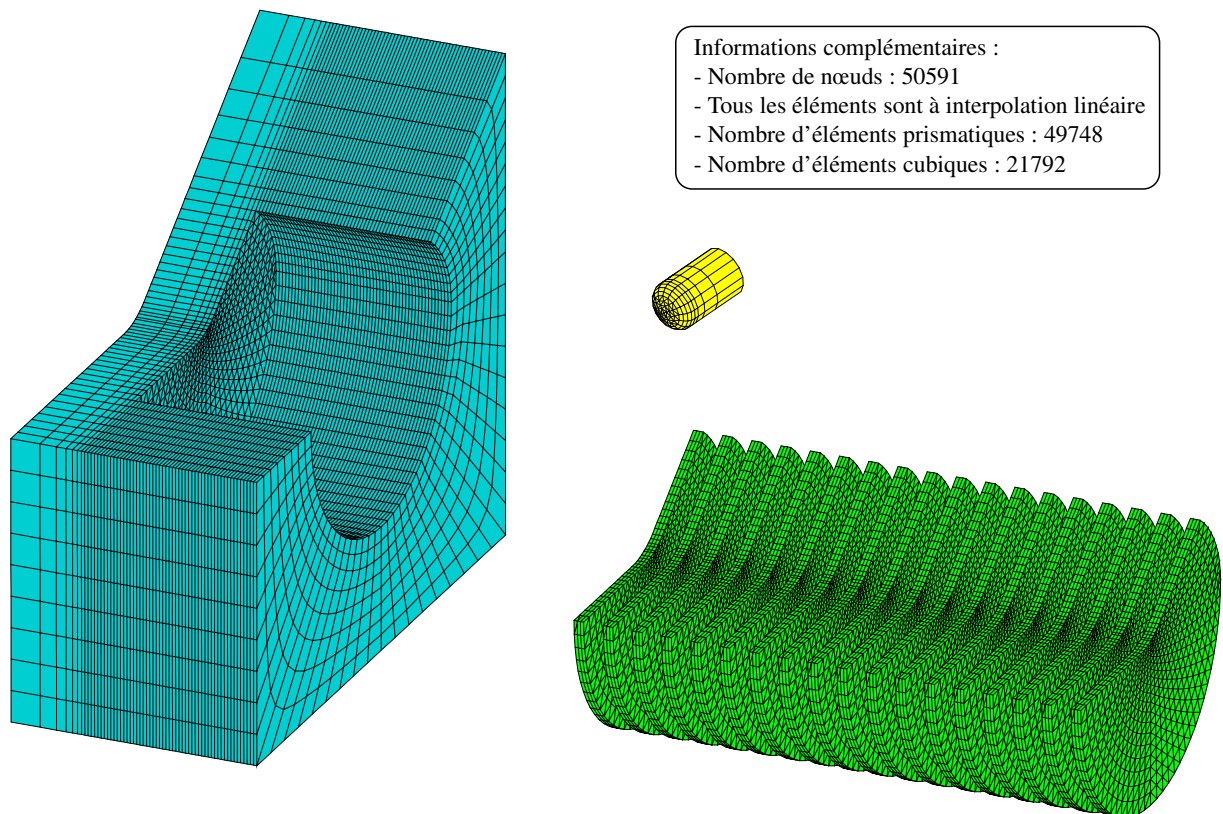 Informations complémentaires :
- Nombre de nœuds : 50591
- Tous les éléments sont à interpolation linéaire
- Nombre d'éléments prismatiques : 49748
- Nombre d'éléments cubiques : 21792